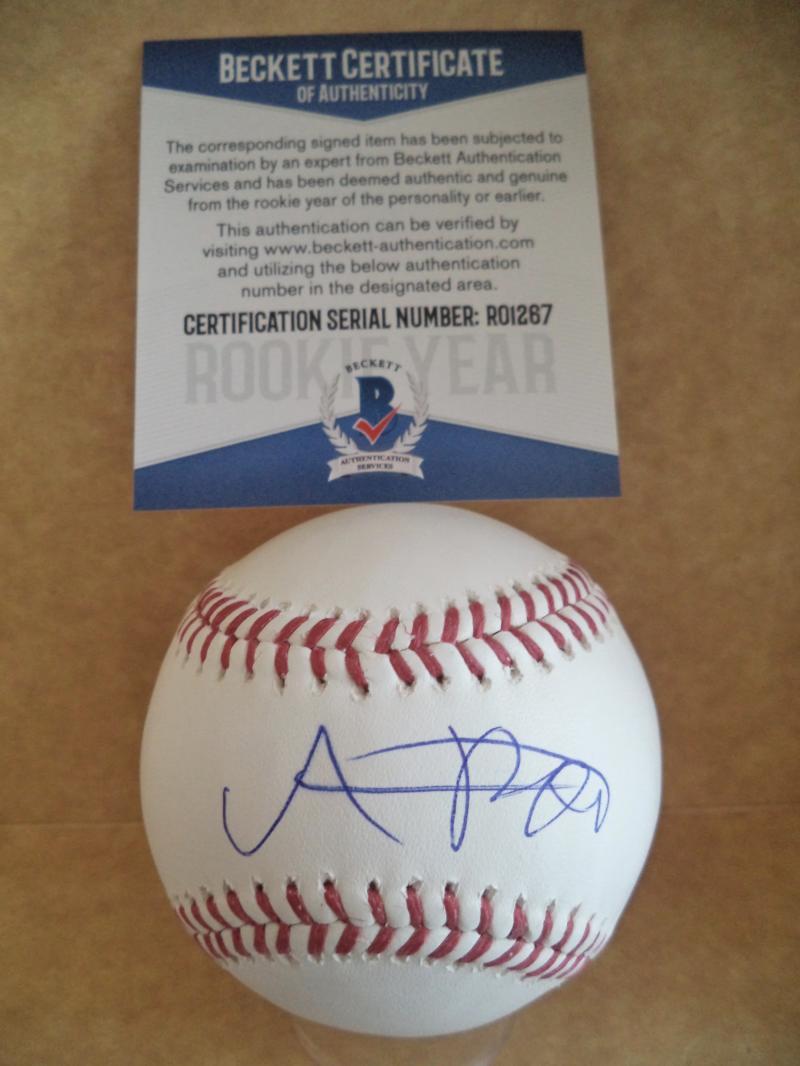 BECKETT CERTIFICATE
OF AUTHENTICITY
The corresponding signed item has been subjected to
examination by an expert from Beckett Authentication
Services and has been deemed authentic and genuine
from the rookie year of the personality or earlier.
This authentication can be verified by
visiting www.beckett-authentication.com
and utilizing the below authentication
number in the designated area.
CERTIFICATION SERIAL NUMBER: R01267
ROOKIE YEAR
BECKETT
B
AUTHENTICATION
SERVICES